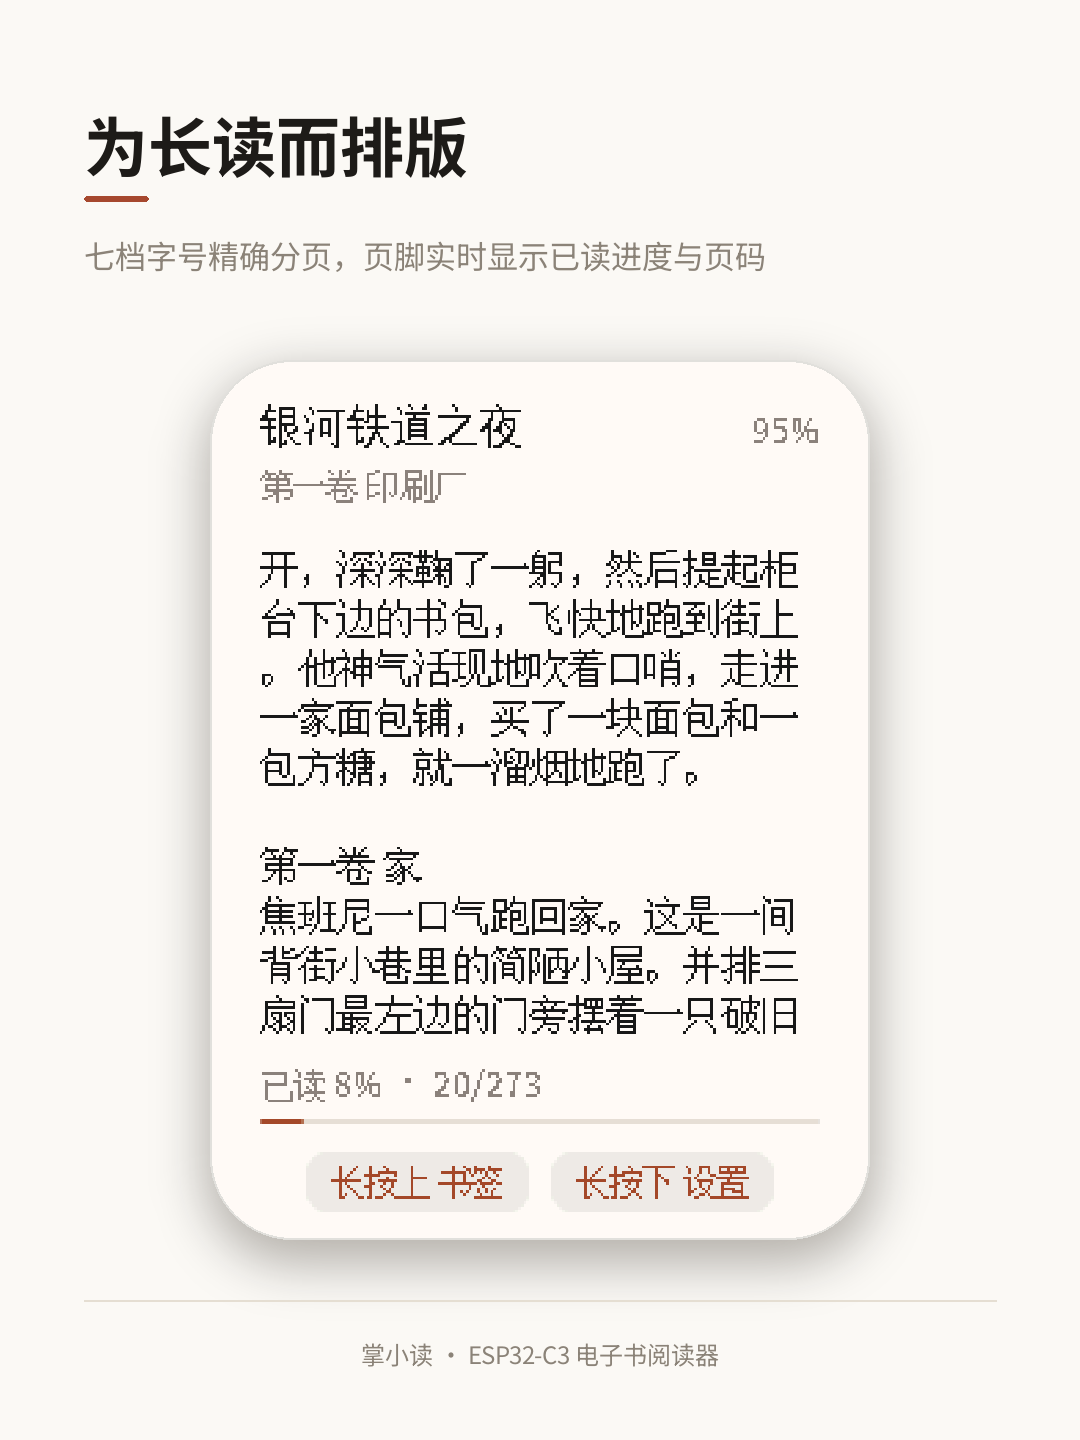 为长读而排版
七档字号精确分页，页脚实时显示已读进度与页码
银河铁道之夜 95%
第一卷 印刷厂
开，深深鞠了一躬，然后提起柜
台下边的书包，飞快地跑到街上
。他神气活现地吹着口哨，走进
一家面包铺，买了一块面包和一
包方糖，就一溜烟地跑了。
第一卷 家
焦班尼一口气跑回家。这是一间
背街小巷里的简陋小屋。并排三
扇门最左边的门旁摆着一只破旧
已读 8% · 20/273
长按上 书签 长按下 设置
掌小读 · ESP32-C3 电子书阅读器